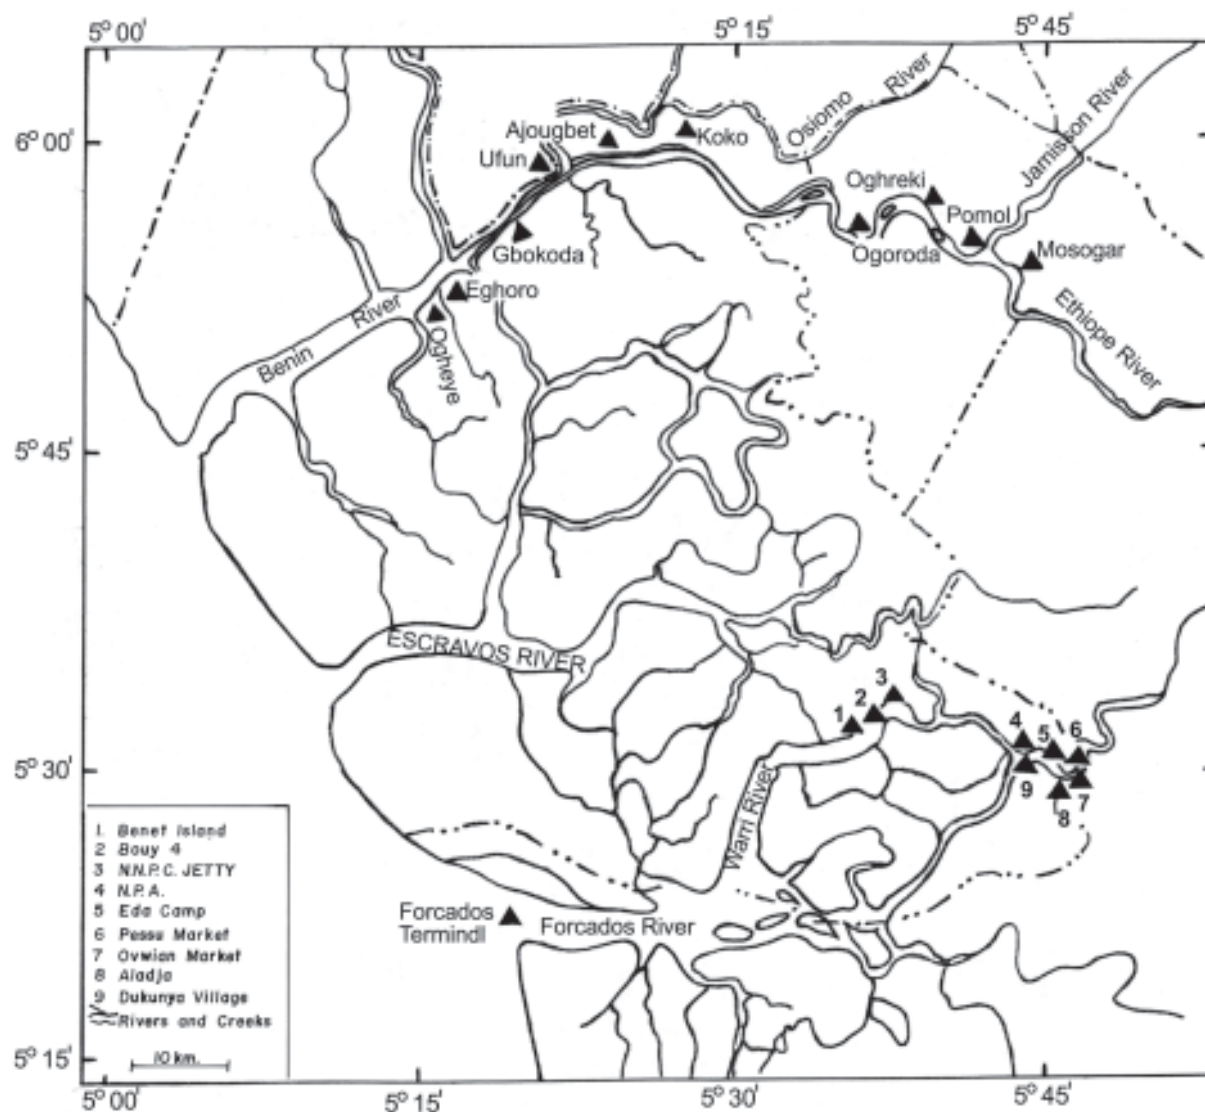 5° 00'
5° 15'
5° 45'
6° 00'
Ajougbet
Koko
Osiomo
River
Jamisson River
Ufun
Oghreki
Pomol
Gbokoda
Ogoroda
Mosogar
Eghoro
Ethiope River
Benin
River
Ogheye
5° 45'
ESCRAVOS RIVER
3
2
1
4
5
6
5° 30'
9
8
7
Warri River
1 Benet Island
2 Bouy 4
3 N.N.P.C. JETTY
4 N.P.A.
5 Eda Camp
6 Pessu Market
7 Ovwian Market
8 Aladja
9 Dukunya Village
Rivers and Creeks
10 km.
Forcados
Termindl
Forcados River
5° 15'
5° 00'
5° 15'
5° 30'
5° 45'